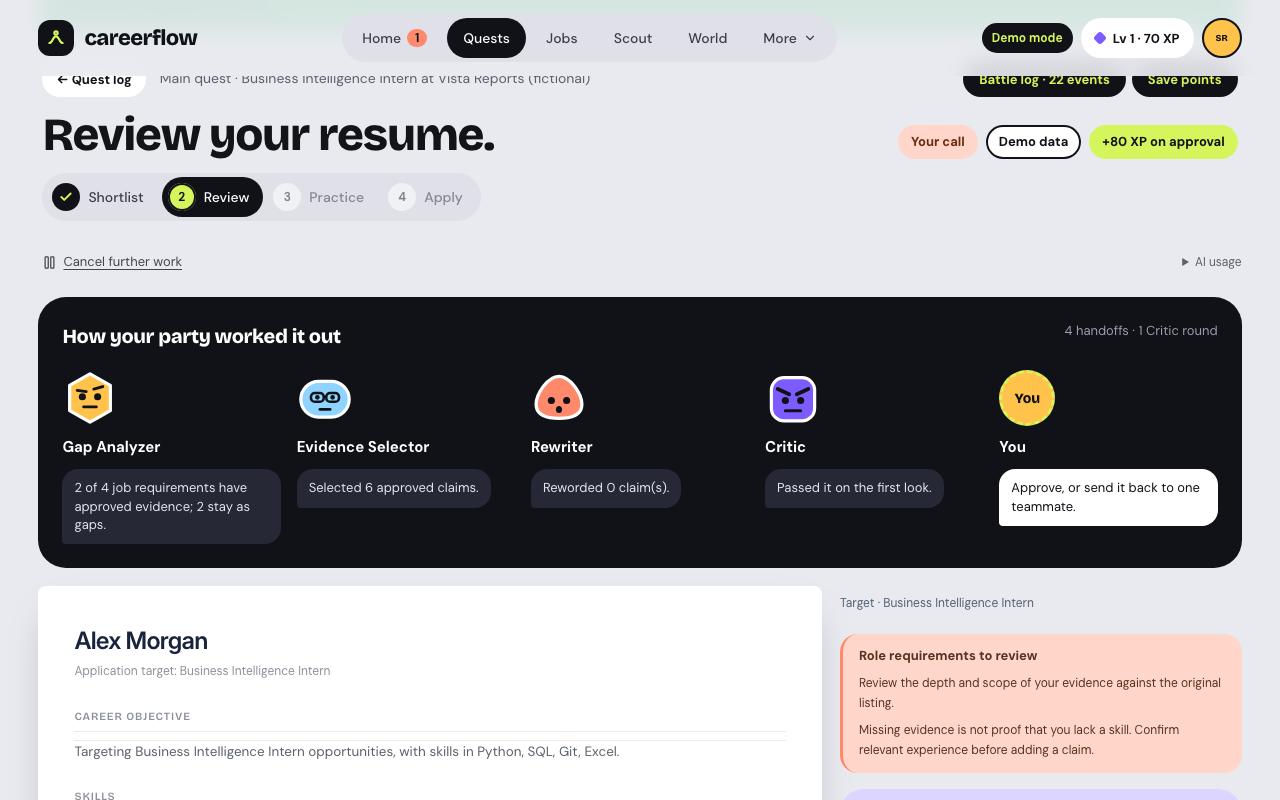 careerflow
Home 1
Quests
Jobs
Scout
World
More
Demo mode
Lv 1 · 70 XP
SR
← Quest log
Main quest · Business Intelligence Intern at Vista Reports (fictional)
Battle log · 22 events
Save points
Review your resume.
Your call
Demo data
+80 XP on approval
Shortlist
2 Review
3 Practice
4 Apply
Cancel further work
AI usage
How your party worked it out
4 handoffs · 1 Critic round
You
Gap Analyzer
Evidence Selector
Rewriter
Critic
You
2 of 4 job requirements have
approved evidence; 2 stay as
gaps.
Selected 6 approved claims.
Reworded 0 claim(s).
Passed it on the first look.
Approve, or send it back to one
teammate.
Alex Morgan
Application target: Business Intelligence Intern
CAREER OBJECTIVE
Targeting Business Intelligence Intern opportunities, with skills in Python, SQL, Git, Excel.
SKILLS
Target · Business Intelligence Intern
Role requirements to review
Review the depth and scope of your evidence against the original
listing.
Missing evidence is not proof that you lack a skill. Confirm
relevant experience before adding a claim.